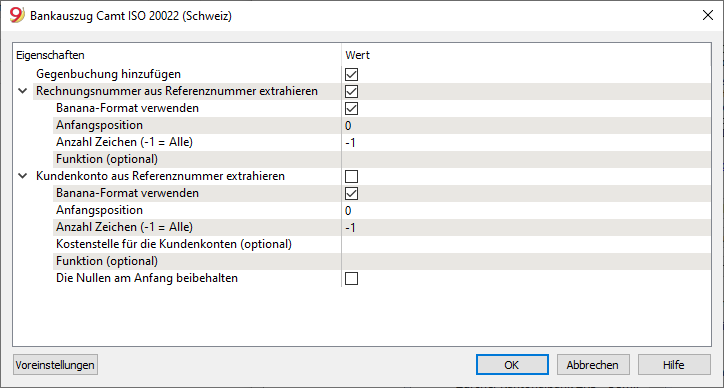 Bankauszug Camt ISO 20022 (Schweiz)
Eigenschaften Wert
Gegenbuchung hinzufügen
Rechnungsnummer aus Referenznummer extrahieren
Banana-Format verwenden
Anfangsposition 0
Anzahl Zeichen (-1 = Alle) -1
Funktion (optional)
Kundenkonto aus Referenznummer extrahieren
Banana-Format verwenden
Anfangsposition 0
Anzahl Zeichen (-1 = Alle) -1
Kostenstelle für die Kundenkonten (optional)
Funktion (optional)
Die Nullen am Anfang beibehalten
Voreinstellungen OK Abbrechen Hilfe